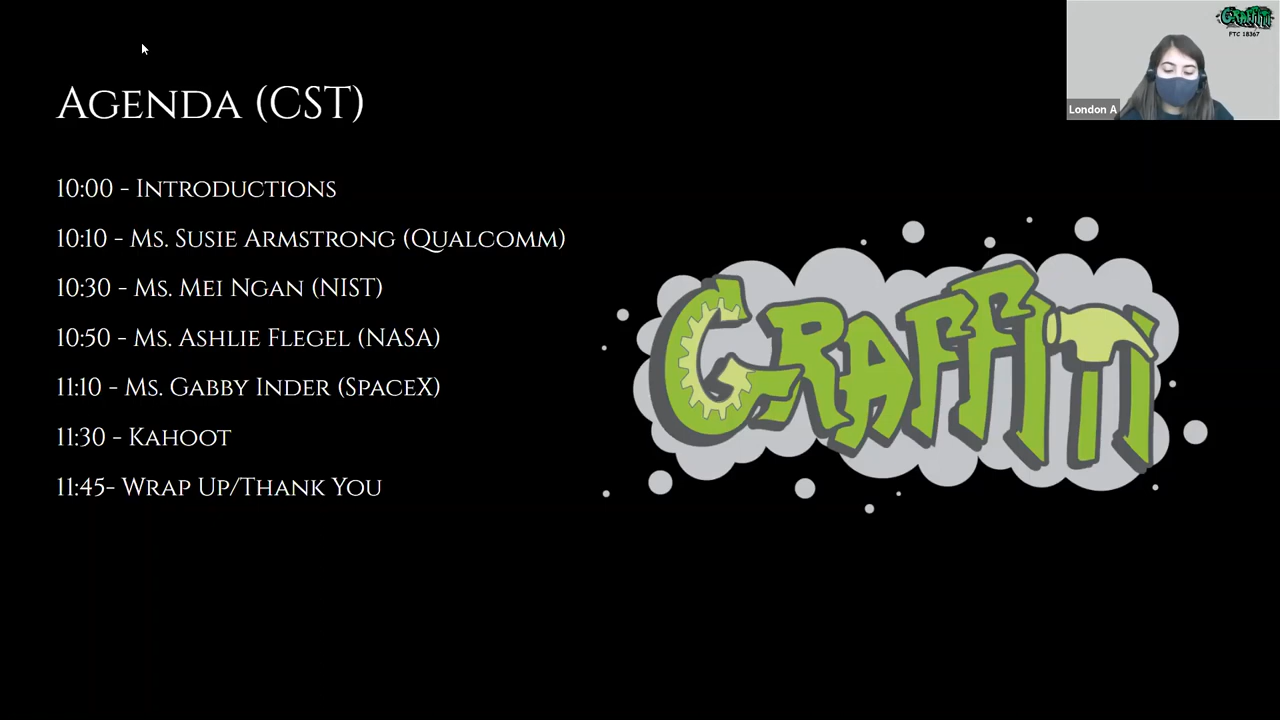 Agenda (CST)
10:00 - Introductions
10:10 - Ms. Susie Armstrong (Qualcomm)
10:30 - Ms. Mei Ngan (NIST)
10:50 - Ms. Ashlie Flegel (NASA)
11:10 - Ms. Gabby Inder (SpaceX)
11:30 - Kahoot
11:45- Wrap Up/Thank You
GRAFFITI
GRAFFITI
FTC 18367
London A